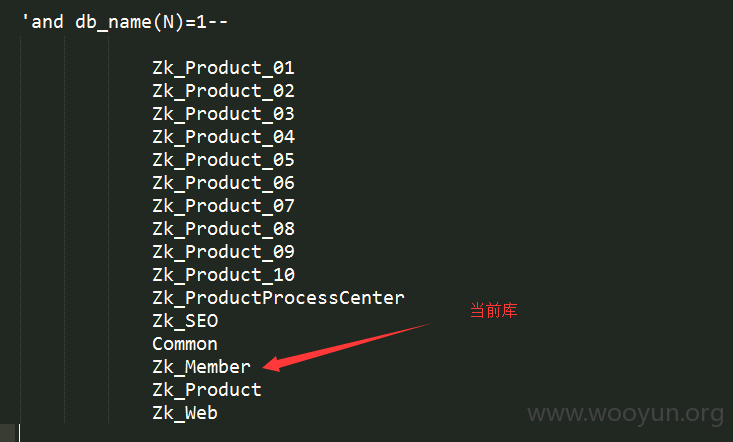 'and db_name(N)=1--
Zk_Product_01
Zk_Product_02
Zk_Product_03
Zk_Product_04
Zk_Product_05
Zk_Product_06
Zk_Product_07
Zk_Product_08
Zk_Product_09
Zk_Product_10
Zk_ProductProcessCenter
Zk_SEO
当前库
Common
Zk_Member
Zk_Product
Zk_Web
www.wooyun.org